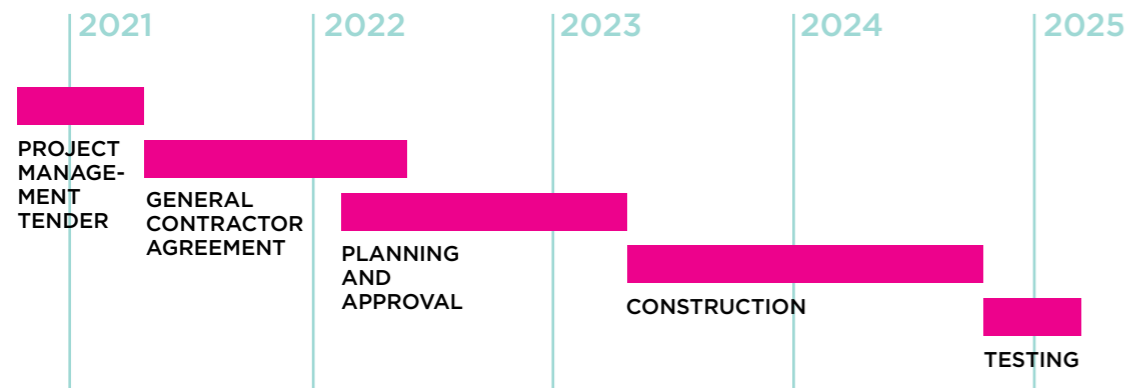 2021
2022
2023
2024
2025
PROJECT
MANAGE-
MENT
TENDER
GENERAL
CONTRACTOR
AGREEMENT
PLANNING
AND
APPROVAL
CONSTRUCTION
TESTING